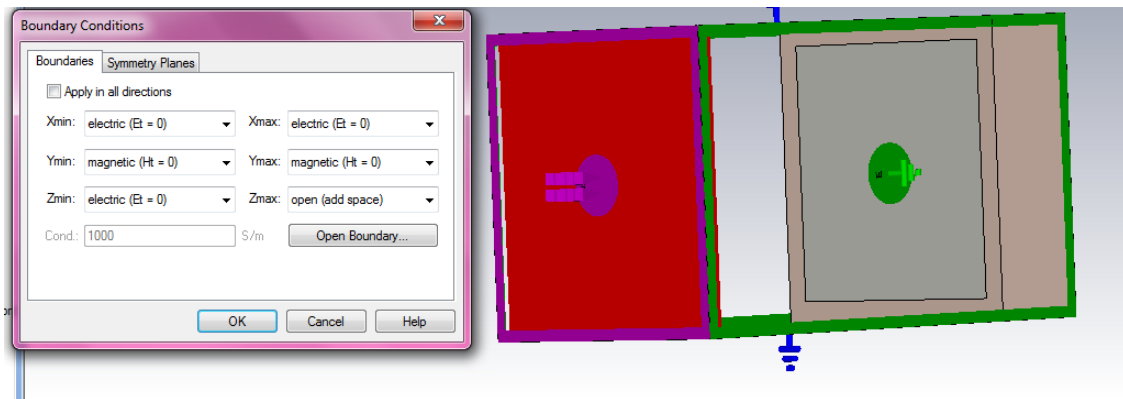 Boundary Conditions
Boundaries Symmetry Planes
Apply in all directions
Xmin: electric (Et = 0) Xmax: electric (Et = 0)
Ymin: magnetic (Ht = 0) Ymax: magnetic (Ht = 0)
Zmin: electric (Et = 0) Zmax: open (add space)
Cond.: 1000 S/m Open Boundary...
OK Cancel Help